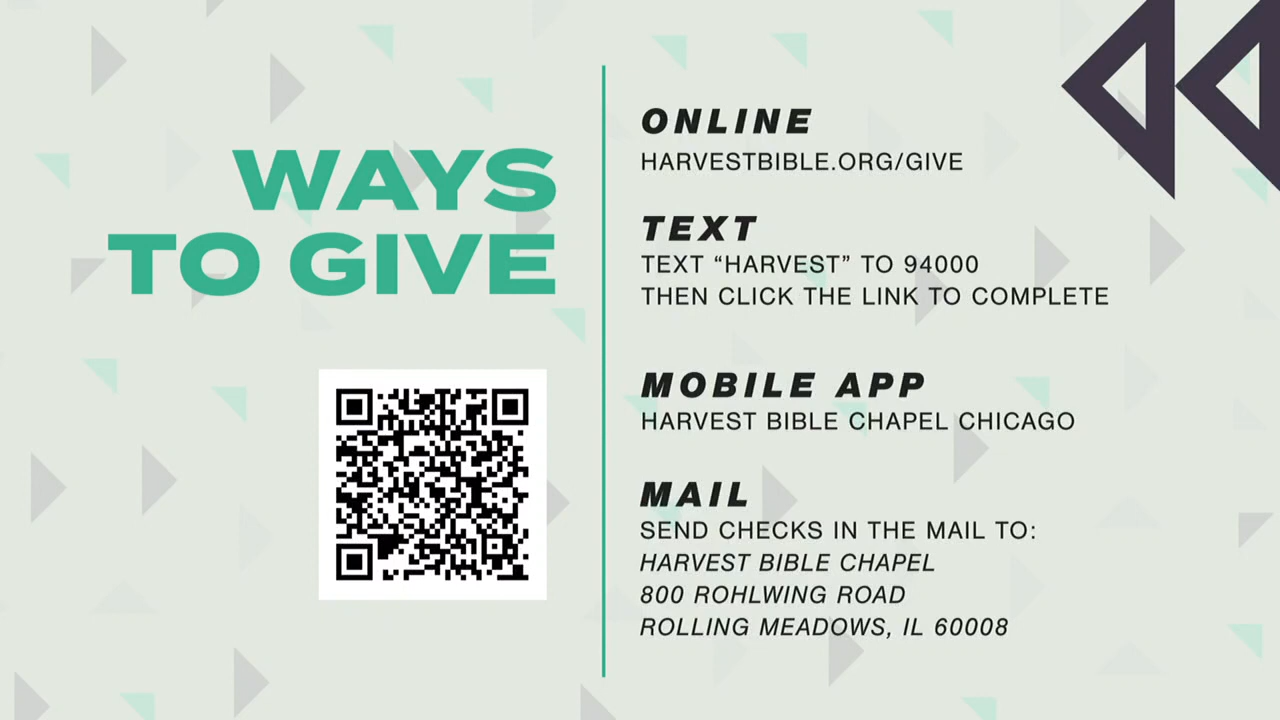 WAYS
TO GIVE
ONLINE
HARVESTBIBLE.ORG/GIVE
TEXT
TEXT “HARVEST” TO 94000
THEN CLICK THE LINK TO COMPLETE
MOBILE APP
HARVEST BIBLE CHAPEL CHICAGO
MAIL
SEND CHECKS IN THE MAIL TO:
HARVEST BIBLE CHAPEL
800 ROHLWING ROAD
ROLLING MEADOWS, IL 60008